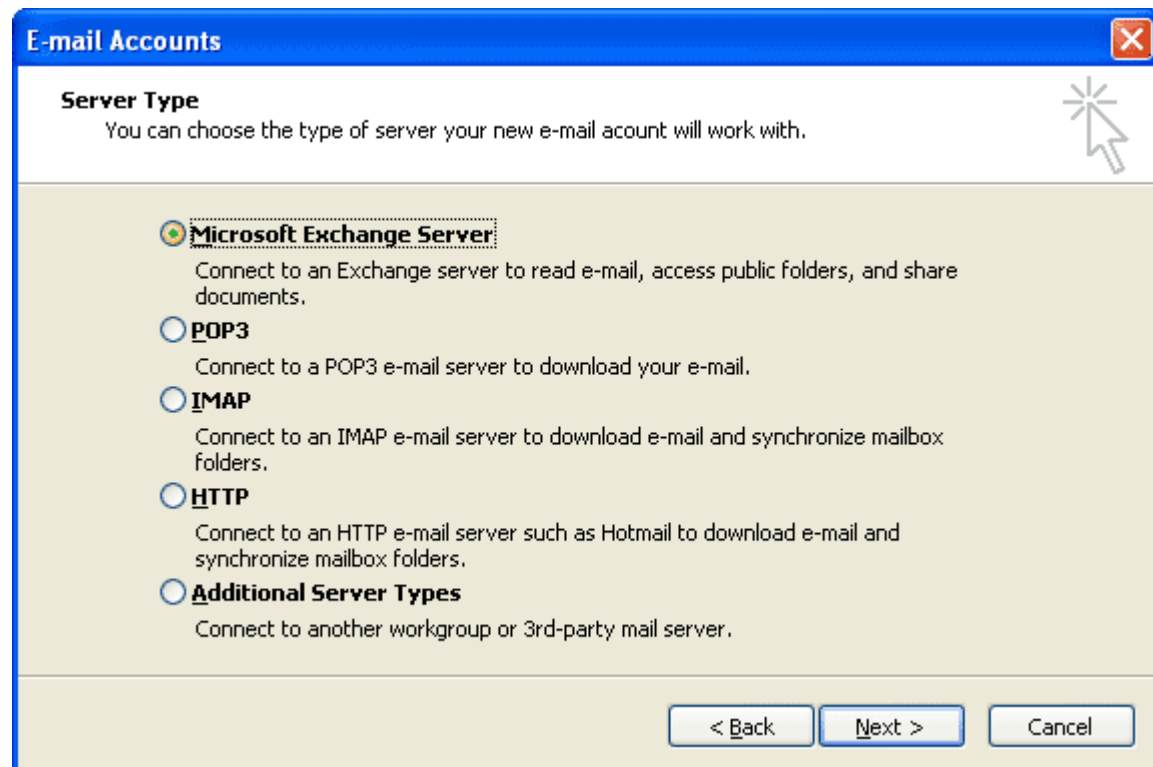 E-mail Accounts
Server Type
You can choose the type of server your new e-mail acount will work with.
Microsoft Exchange Server
Connect to an Exchange server to read e-mail, access public folders, and share
documents.
POP3
Connect to a POP3 e-mail server to download your e-mail.
IMAP
Connect to an IMAP e-mail server to download e-mail and synchronize mailbox
folders.
HTTP
Connect to an HTTP e-mail server such as Hotmail to download e-mail and
synchronize mailbox folders.
Additional Server Types
Connect to another workgroup or 3rd-party mail server.
< Back Next > Cancel